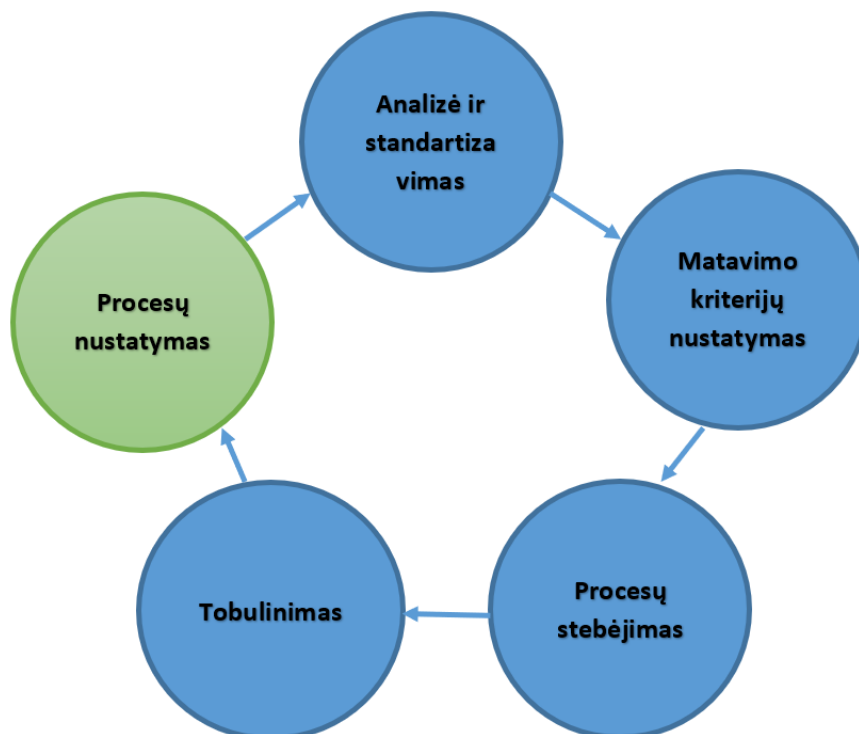 Analizė ir
standartiza
vimas
Procesų
nustatymas
Matavimo
kriterijų
nustatymas
Tobulinimas
Procesų
stebėjimas